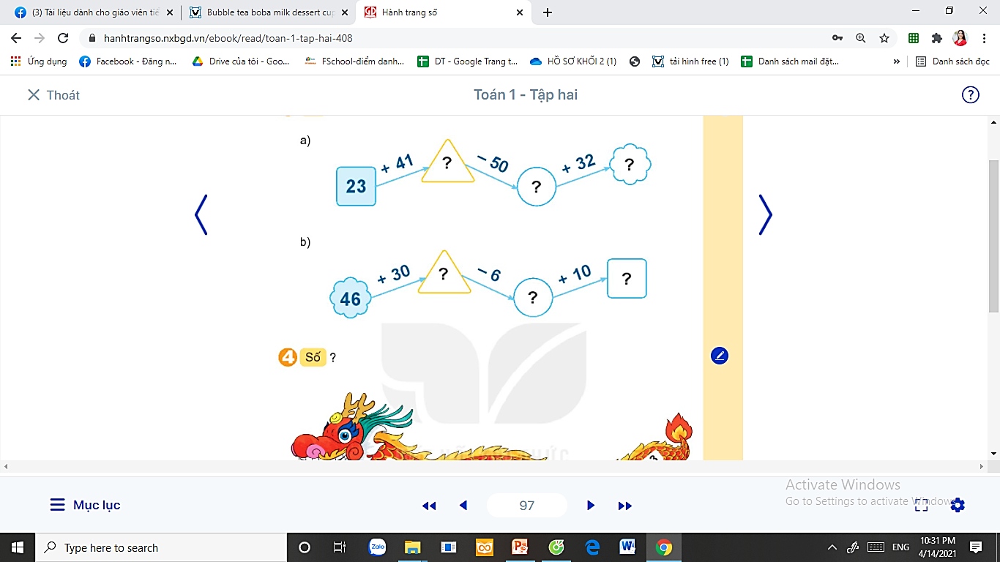 (3) Tài liệu dành cho giáo viên tiể
Bubble tea boba milk dessert cup
Hành trang số
hanhtrangso.nxbgd.vn/ebook/read/toan-1-tap-hai-408
Ứng dụng Facebook - Đăng n... Drive của tôi - Goo... FSchool-điểm danh... DT - Google Trang t... HỒ SƠ KHỐI 2 (1) tải hình free (1) Danh sách mail đặt... » Danh sách đọc
Thoát Toán 1 - Tập hai ?
a)
23 + 41 ? - 50 ? + 32 ?
b)
46 + 30 ? - 6 ? + 10 ?
4 Số ?
Activate Windows
Go to Settings to activate Windows
Mục lục 97
Type here to search Zalo ENG 10:31 PM
4/14/2021